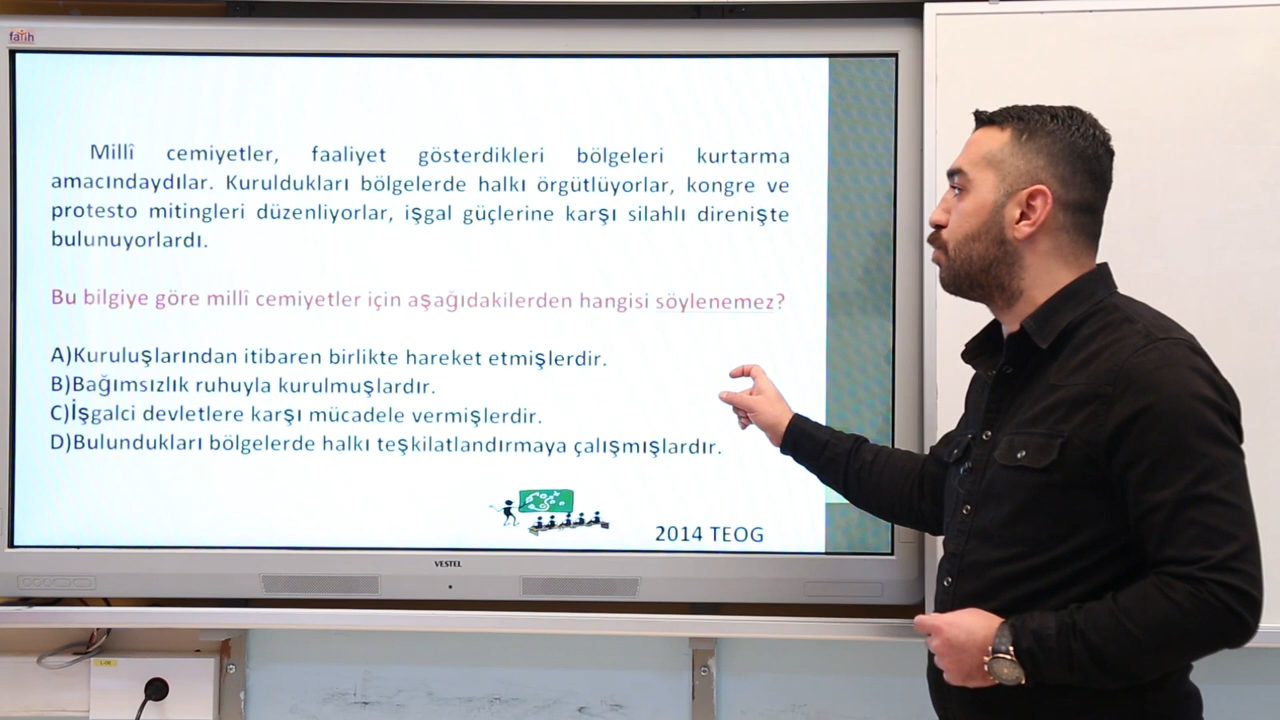 fatih
Millî cemiyetler, faaliyet gösterdikleri bölgeleri kurtarma
amacındaydılar. Kuruldukları bölgelerde halkı örgütlüyorlar, kongre ve
protesto mitingleri düzenliyorlar, işgal güçlerine karşı silahlı direnişte
bulunuyorlardı.
Bu bilgiye göre millî cemiyetler için aşağıdakilerden hangisi söylenemez?
A)Kuruluşlarından itibaren birlikte hareket etmişlerdir.
B)Bağımsızlık ruhuyla kurulmuşlardır.
C)İşgalci devletlere karşı mücadele vermişlerdir.
D)Bulundukları bölgelerde halkı teşkilatlandırmaya çalışmışlardır.
2014 TEOG
VESTEL